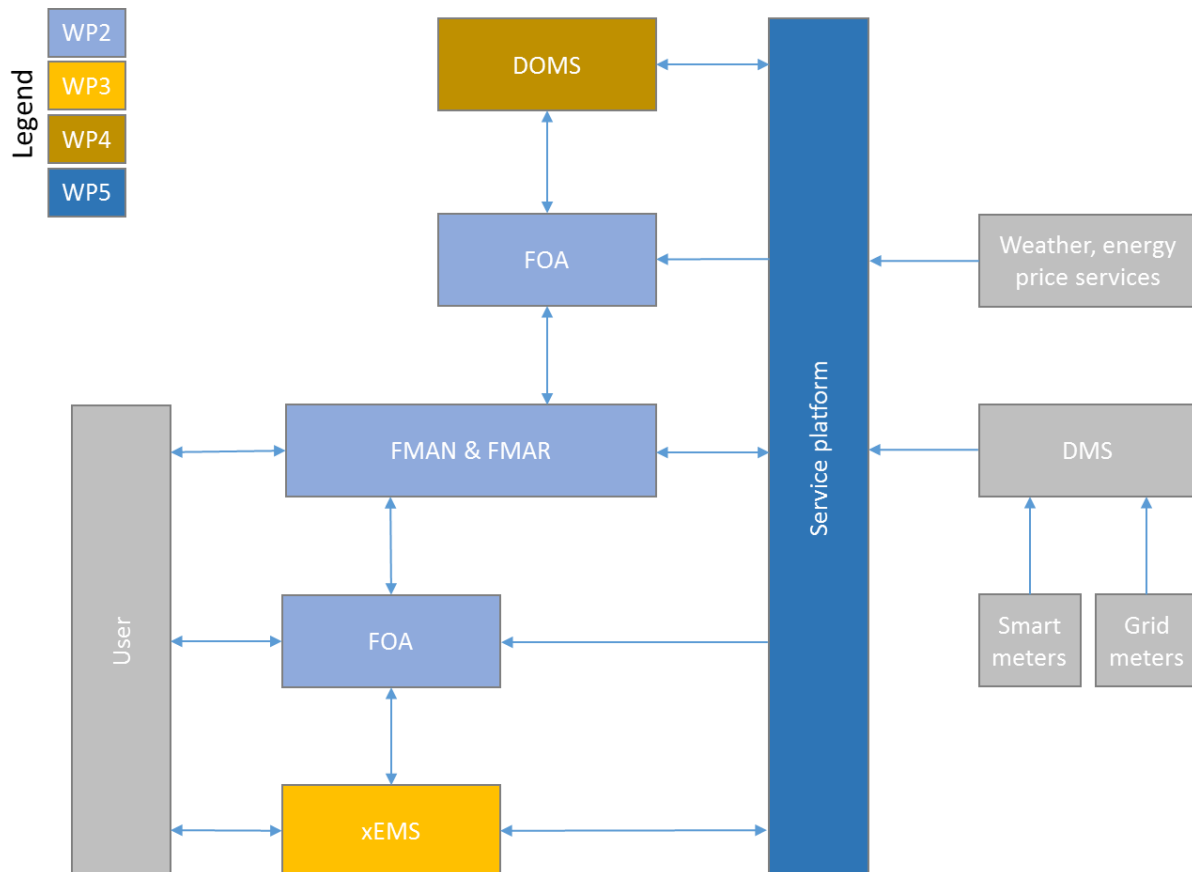 Legend
WP2
WP3
WP4
WP5
DOMS
FOA
Weather, energy
price services
FMAN & FMAR
DMS
Service platform
User
FOA
Smart
meters
Grid
meters
xEMS